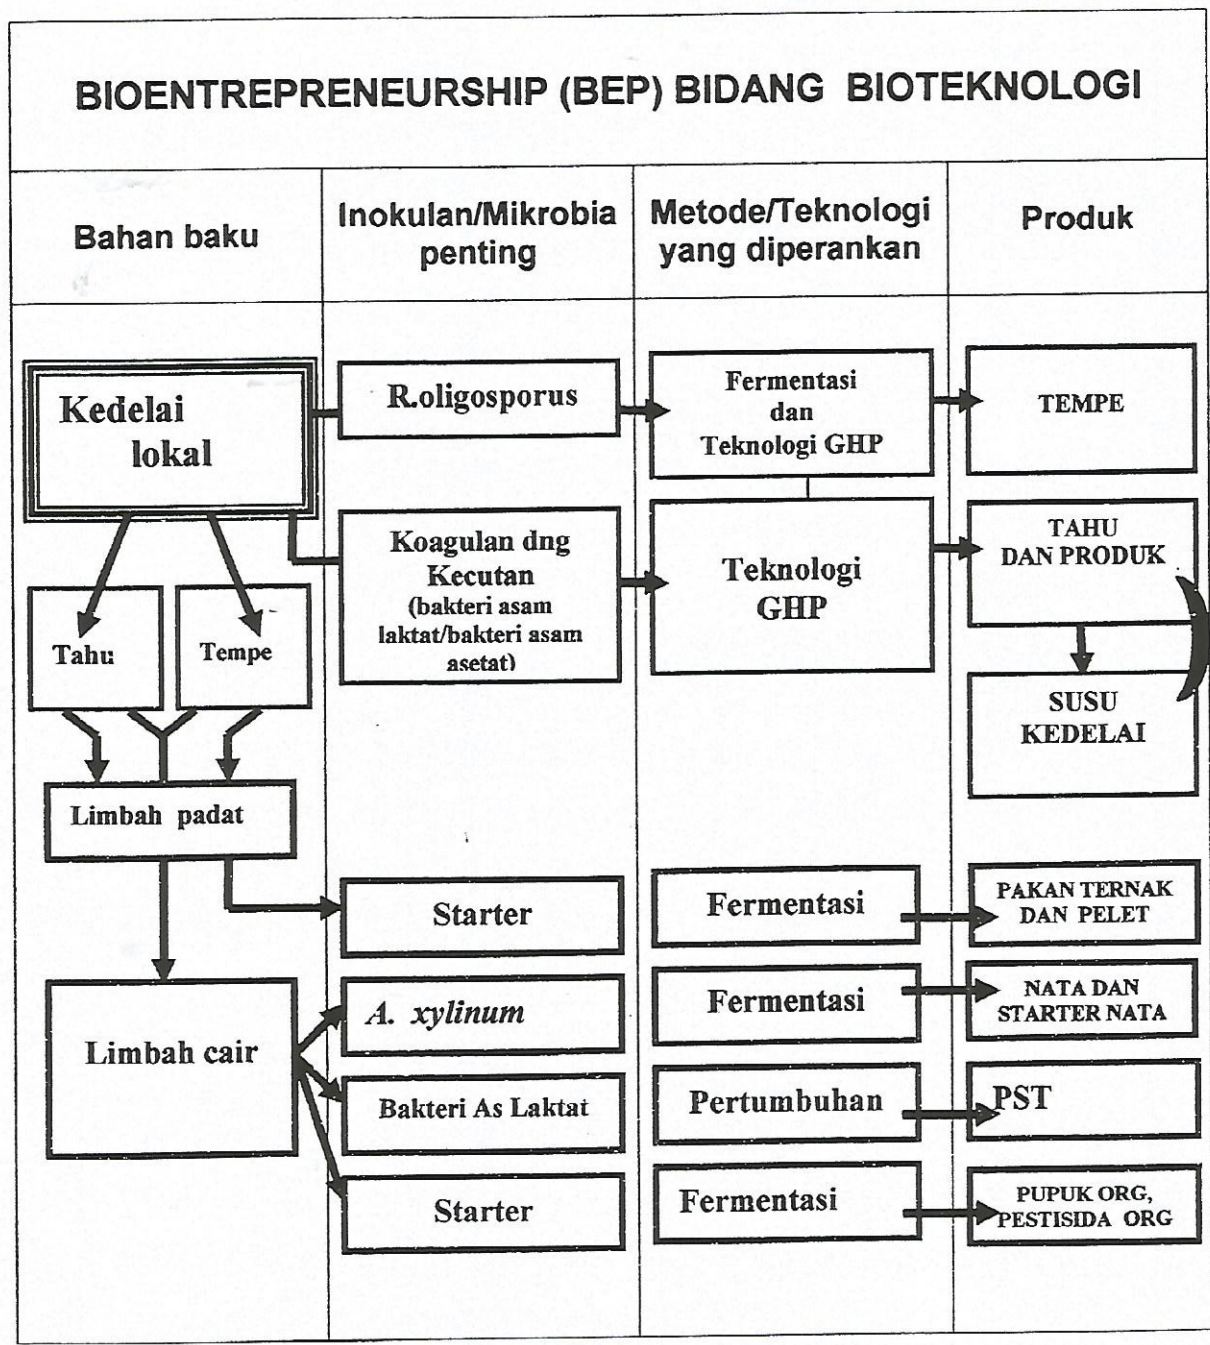 BIOENTREPRENEURSHIP (BEP) BIDANG BIOTEKNOLOGI
Bahan baku
Inokulan/Mikrobia
penting
Metode/Teknologi
yang diperankan
Produk
Kedelai
lokal
R.oligosporus
Fermentasi
dan
Teknologi GHP
TEMPE
Koagulan dng
Kecutan
(bakteri asam
laktat/bakteri asam
asetat)
Teknologi
GHP
TAHU
DAN PRODUK
Tahu
Tempe
SUSU
KEDELAI
Limbah padat
Starter
Fermentasi
PAKAN TERNAK
DAN PELET
Limbah cair
A. xylinum
Fermentasi
NATA DAN
STARTER NATA
Bakteri As Laktat
Pertumbuhan
PST
Starter
Fermentasi
PUPUK ORG,
PESTISIDA ORG